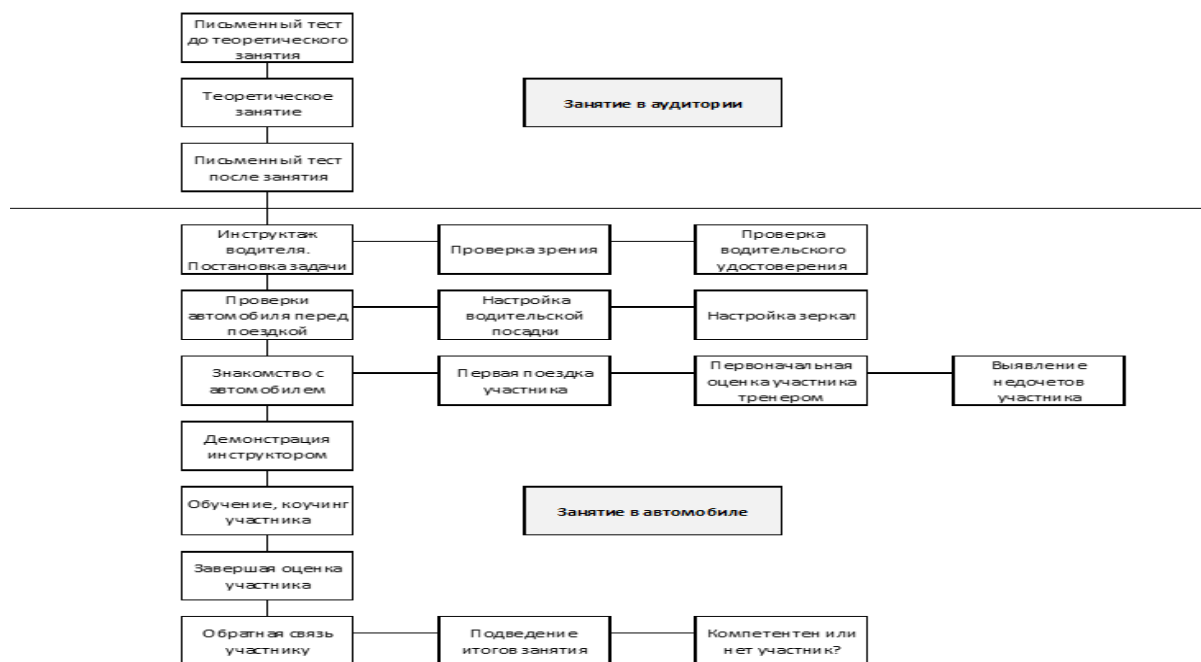 Письменный тест
до теоретического
занятия
Теоретическое
занятие
Занятие в аудитории
Письменный тест
после занятия
Инструктаж
водителя.
Постановка задачи
Проверка зрения
Проверка
водительского
удостоверения
Проверки
автомобиля перед
поездкой
Настройка
водительской
посадки
Настройка зеркал
Знакомство с
автомобилем
Первая поездка
участника
Первоначальная
оценка участника
тренером
Выявление
недочетов
участника
Демонстрация
инструктором
Обучение, коучинг
участника
Занятие в автомобиле
Завершая оценка
участника
Обратная связь
участнику
Подведение
итогов занятия
Компетентен или
нет участник?